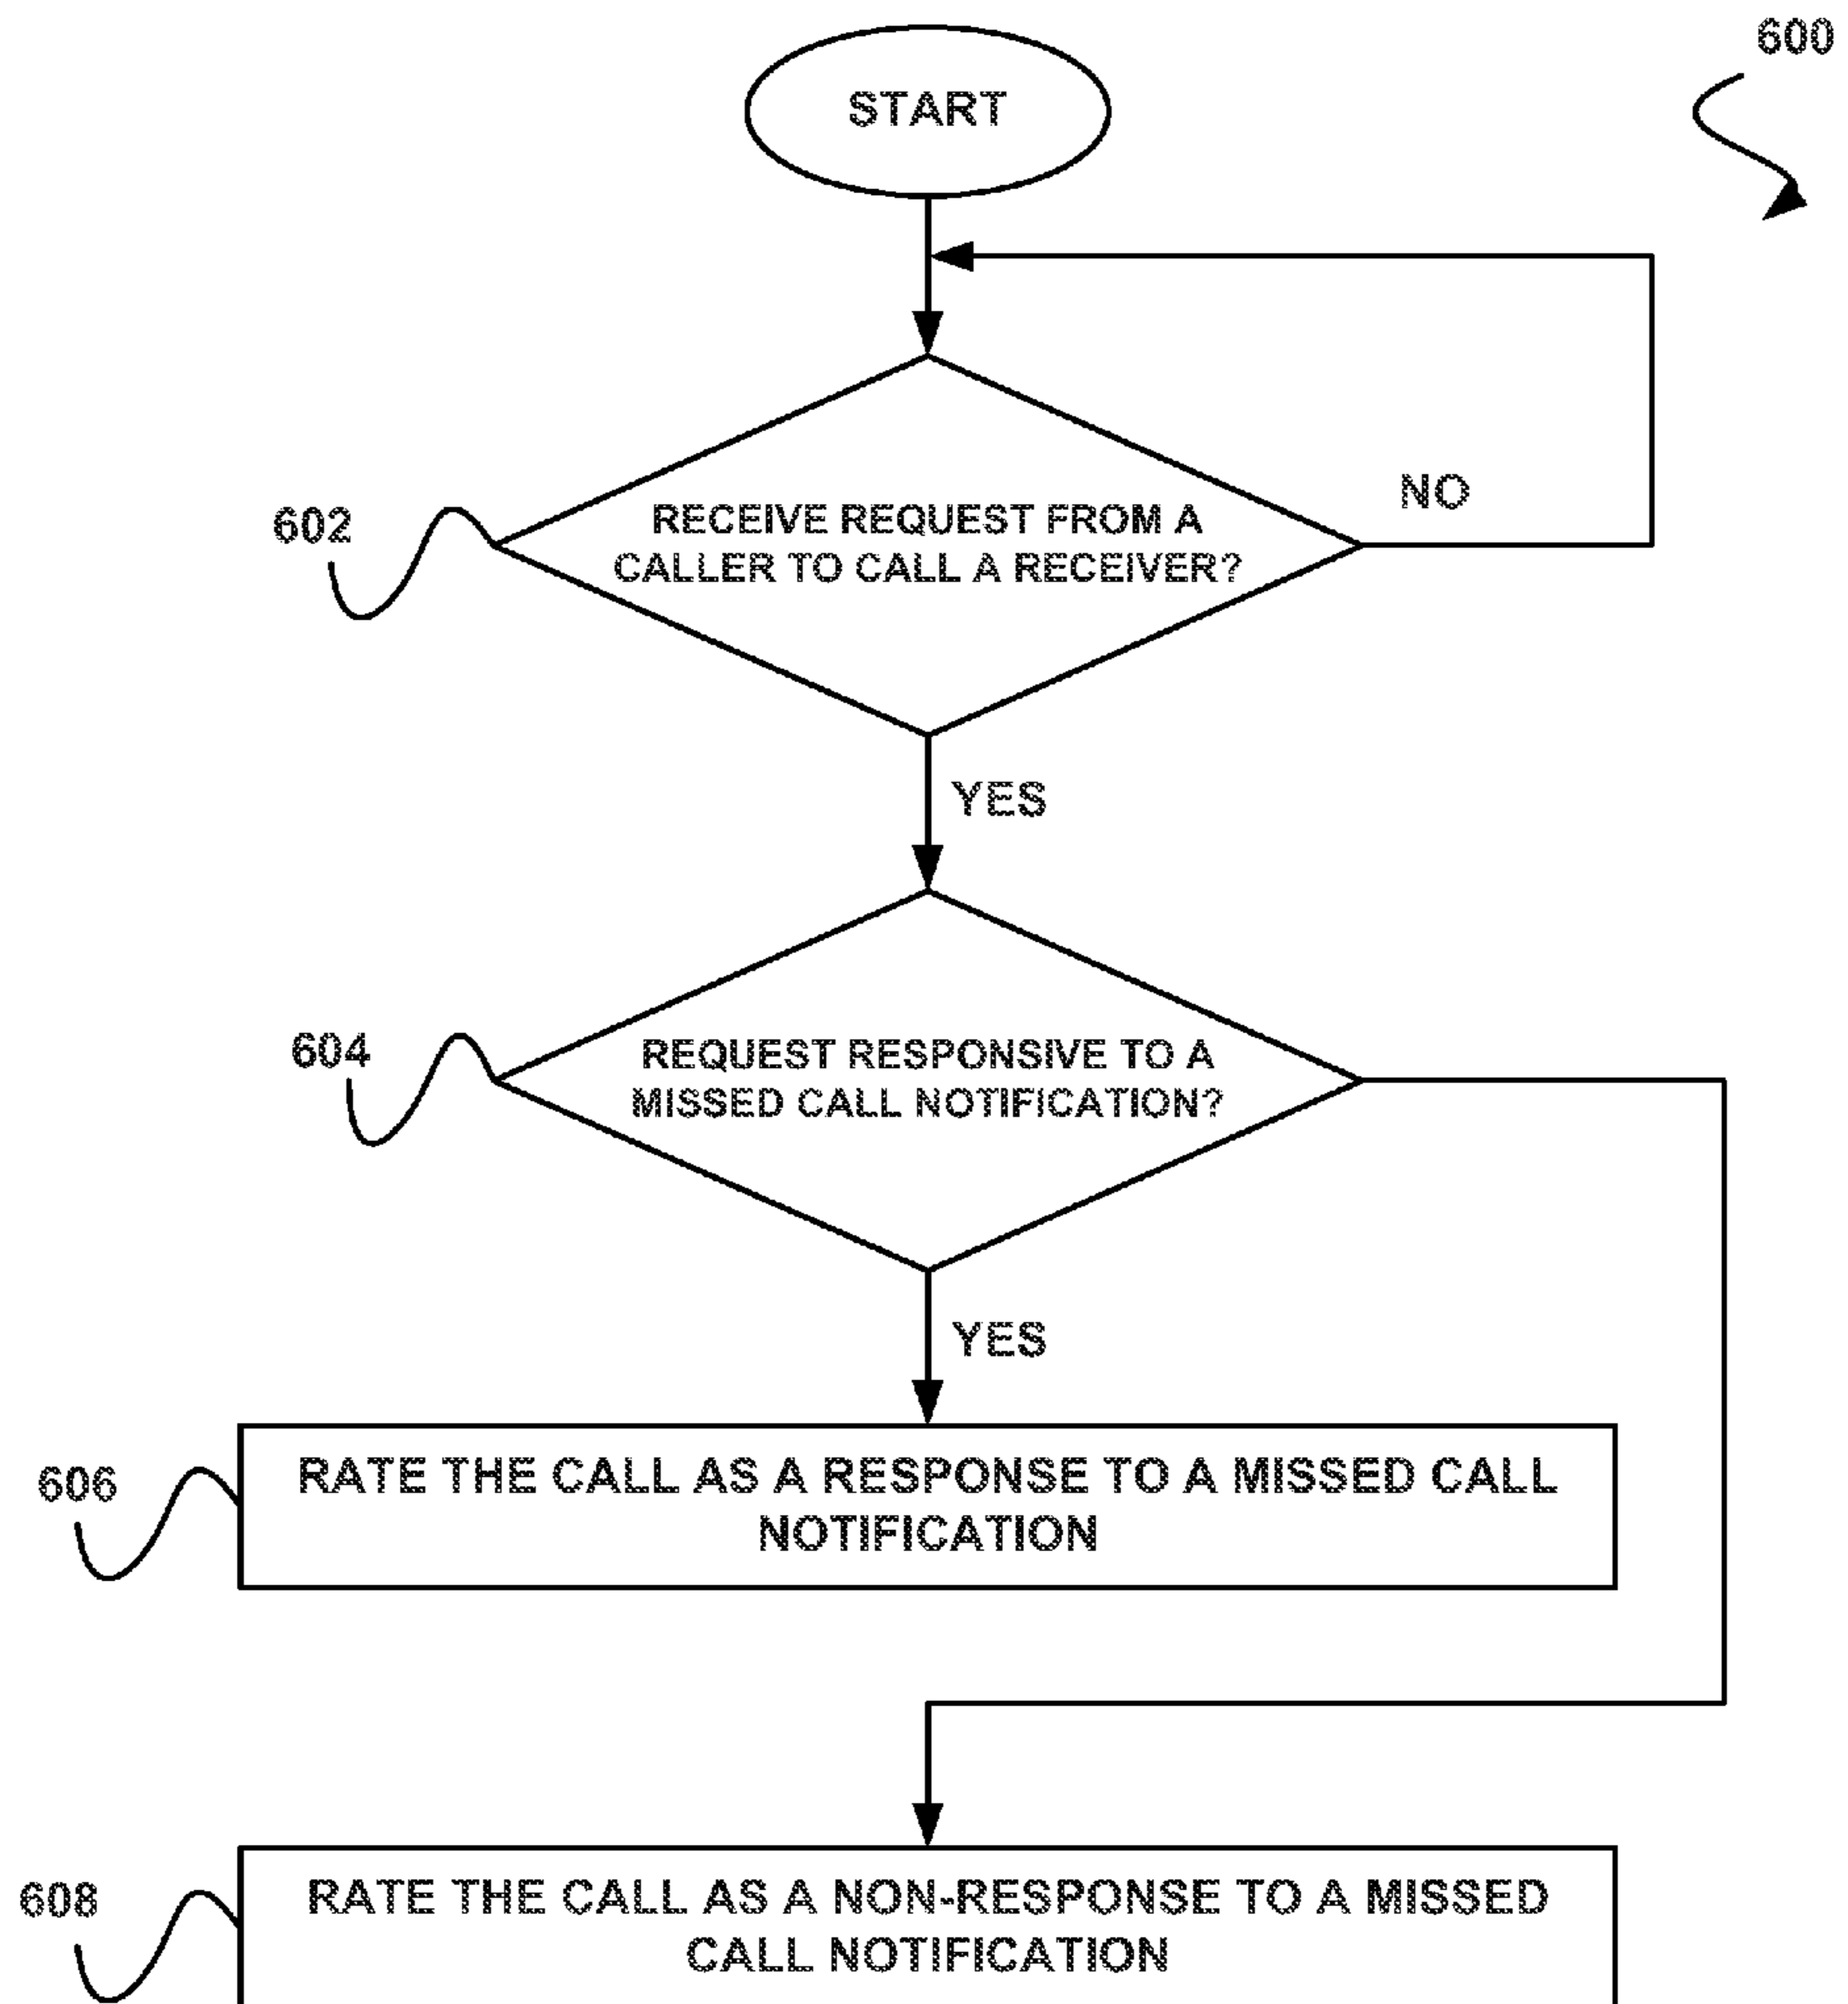 600
START
602
RECEIVE REQUEST FROM A
CALLER TO CALL A RECEIVER?
NO
YES
604
REQUEST RESPONSIVE TO A
MISSED CALL NOTIFICATION?
YES
606
RATE THE CALL AS A RESPONSE TO A MISSED CALL
NOTIFICATION
608
RATE THE CALL AS A NON-RESPONSE TO A MISSED
CALL NOTIFICATION